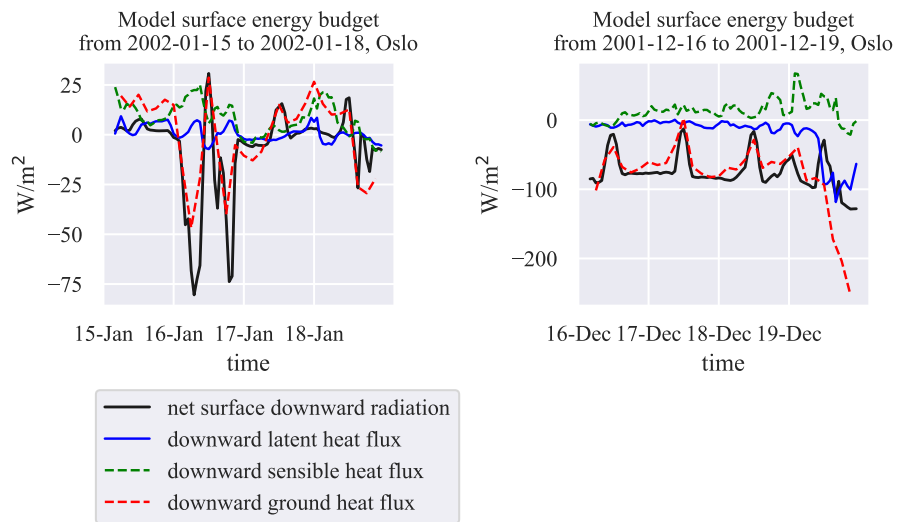 Model surface energy budget
from 2002-01-15 to 2002-01-18, Oslo
25
0
−25
−50
−75
W/m²
15-Jan 16-Jan 17-Jan 18-Jan
time
Model surface energy budget
from 2001-12-16 to 2001-12-19, Oslo
0
−100
−200
W/m²
16-Dec 17-Dec 18-Dec 19-Dec
time
net surface downward radiation
downward latent heat flux
downward sensible heat flux
downward ground heat flux